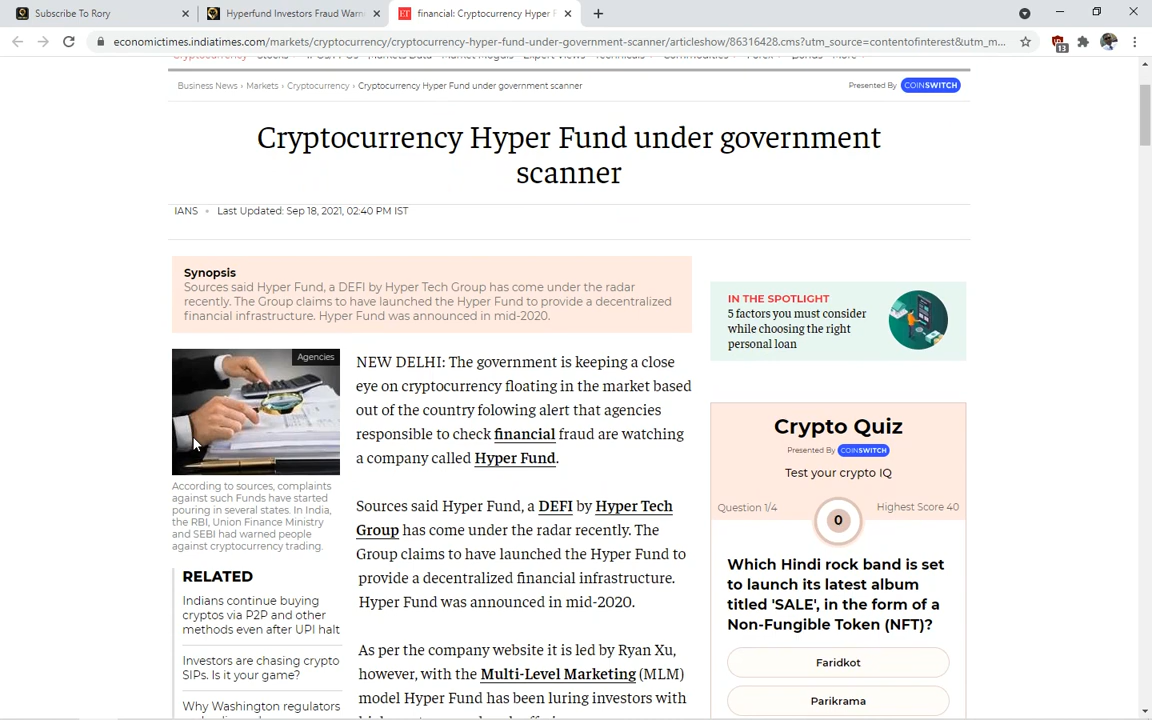 Subscribe To Rory
Hyperfund Investors Fraud Warn
ET financial: Cryptocurrency Hyper F
economictimes.indiatimes.com/markets/cryptocurrency/cryptocurrency-hyper-fund-under-government-scanner/articleshow/86316428.cms?utm_source=contentofinterest&utm_m...
13
Business News › Markets › Cryptocurrency › Cryptocurrency Hyper Fund under government scanner
Presented By COINSWITCH
Cryptocurrency Hyper Fund under government
scanner
IANS • Last Updated: Sep 18, 2021, 02:40 PM IST
Synopsis
Sources said Hyper Fund, a DEFI by Hyper Tech Group has come under the radar
recently. The Group claims to have launched the Hyper Fund to provide a decentralized
financial infrastructure. Hyper Fund was announced in mid-2020.
Agencies
According to sources, complaints
against such Funds have started
pouring in several states. In India,
the RBI, Union Finance Ministry
and SEBI had warned people
against cryptocurrency trading.
RELATED
Indians continue buying
cryptos via P2P and other
methods even after UPI halt
Investors are chasing crypto
SIPs. Is it your game?
Why Washington regulators
NEW DELHI: The government is keeping a close
eye on cryptocurrency floating in the market based
out of the country folowing alert that agencies
responsible to check financial fraud are watching
a company called Hyper Fund.
Sources said Hyper Fund, a DEFI by Hyper Tech
Group has come under the radar recently. The
Group claims to have launched the Hyper Fund to
provide a decentralized financial infrastructure.
Hyper Fund was announced in mid-2020.
As per the company website it is led by Ryan Xu,
however, with the Multi-Level Marketing (MLM)
model Hyper Fund has been luring investors with
IN THE SPOTLIGHT
5 factors you must consider
while choosing the right
personal loan
Crypto Quiz
Presented By COINSWITCH
Test your crypto IQ
Question 1/4
0
Highest Score 40
Which Hindi rock band is set
to launch its latest album
titled 'SALE', in the form of a
Non-Fungible Token (NFT)?
Faridkot
Parikrama